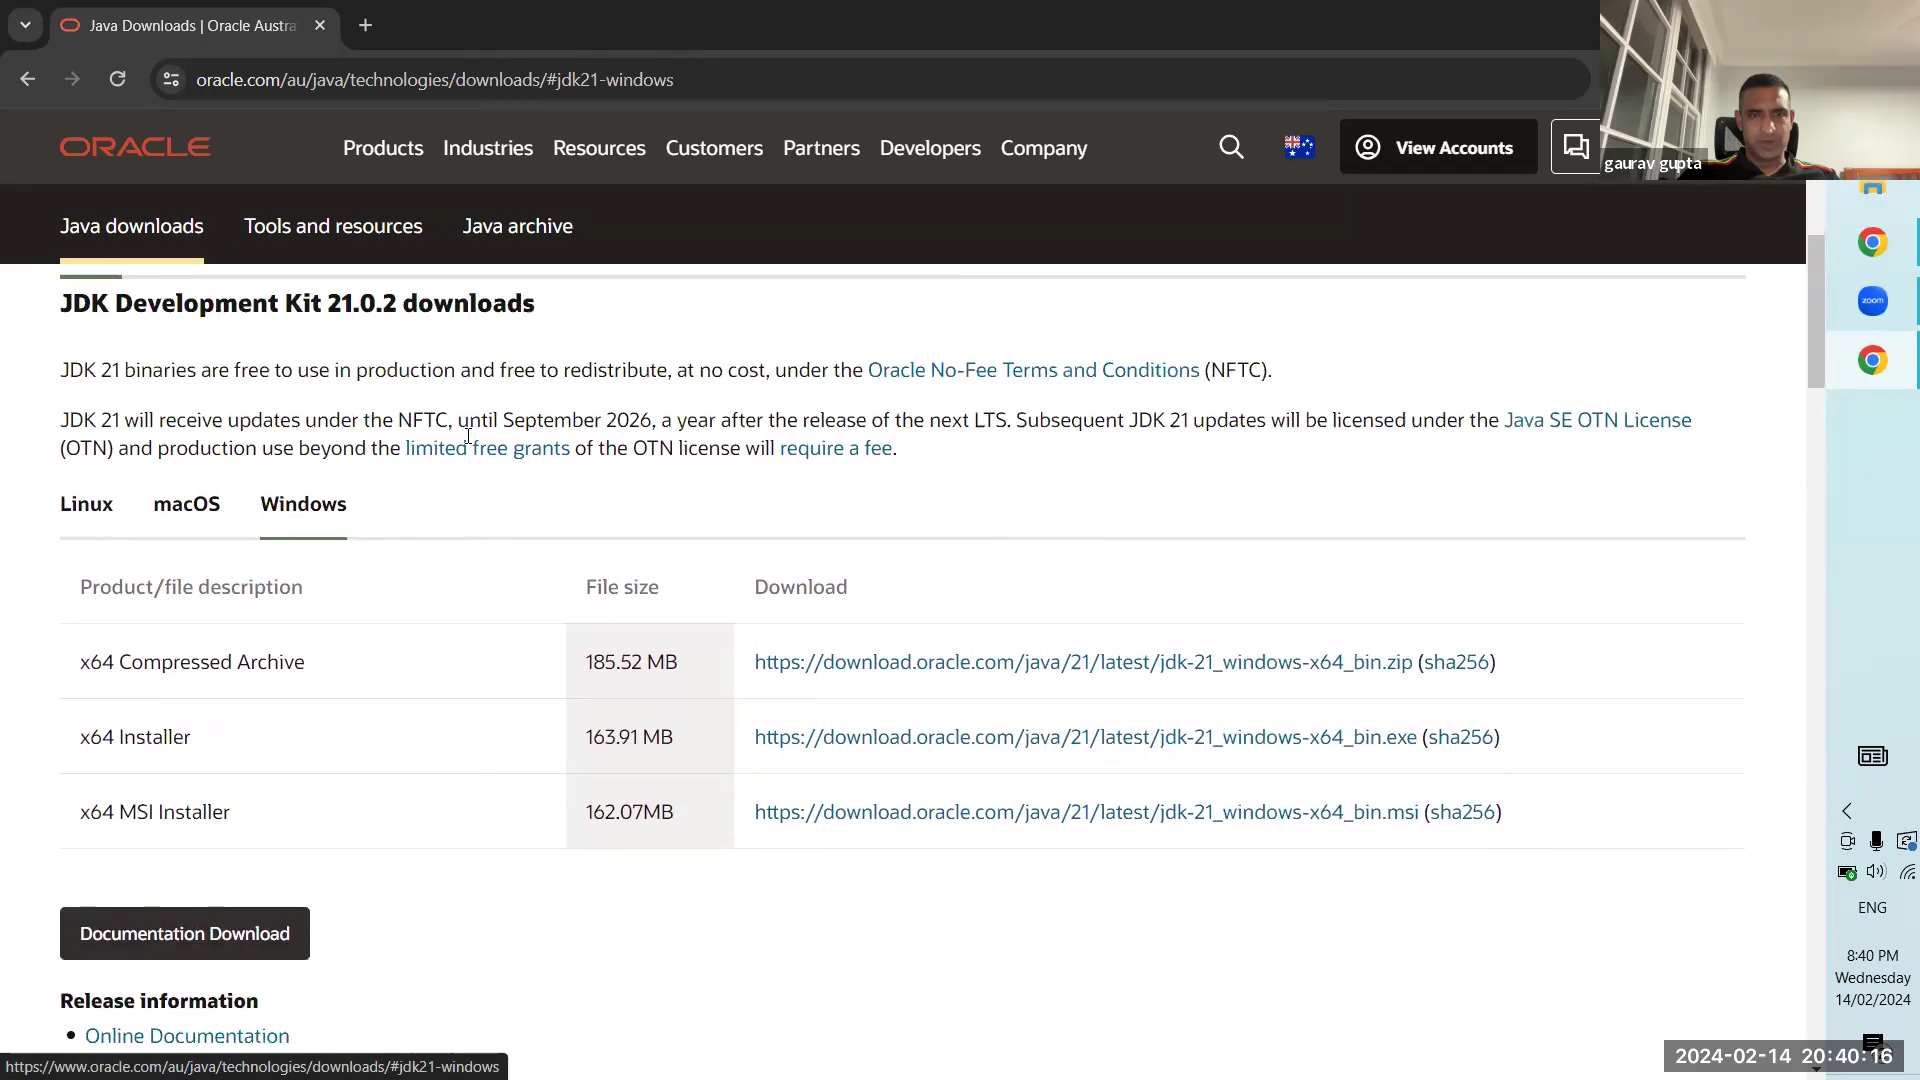 Java Downloads | Oracle Austra
oracle.com/au/java/technologies/downloads/#jdk21-windows
ORACLE
Products
Industries
Resources
Customers
Partners
Developers
Company
View Accounts
gaurav gupta
Java downloads
Tools and resources
Java archive
JDK Development Kit 21.0.2 downloads
JDK 21 binaries are free to use in production and free to redistribute, at no cost, under the Oracle No-Fee Terms and Conditions (NFTC).
JDK 21 will receive updates under the NFTC, until September 2026, a year after the release of the next LTS. Subsequent JDK 21 updates will be licensed under the Java SE OTN License
(OTN) and production use beyond the limited free grants of the OTN license will require a fee.
Linux
macOS
Windows
Product/file description
File size
Download
x64 Compressed Archive
185.52 MB
https://download.oracle.com/java/21/latest/jdk-21_windows-x64_bin.zip (sha256)
x64 Installer
163.91 MB
https://download.oracle.com/java/21/latest/jdk-21_windows-x64_bin.exe (sha256)
x64 MSI Installer
162.07MB
https://download.oracle.com/java/21/latest/jdk-21_windows-x64_bin.msi (sha256)
Documentation Download
Release information
Online Documentation
https://www.oracle.com/au/java/technologies/downloads/#jdk21-windows
zoom
ENG
8:40 PM
Wednesday
14/02/2024
2024-02-14 20:40:16